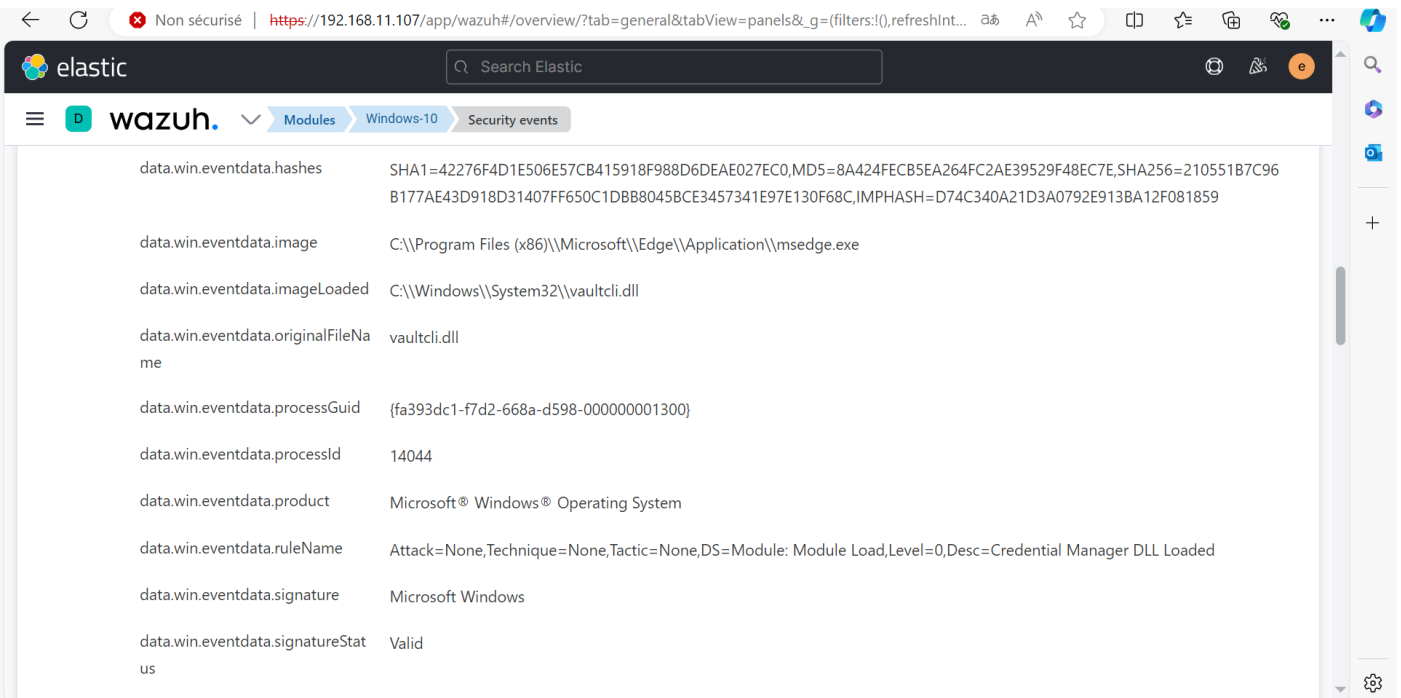 Non sécurisé | https://192.168.11.107/app/wazuh#/overview/?tab=general&tabView=panels&_g=(filters:!(),refreshInt...
elastic
Search Elastic
e
D
wazuh.
Modules
Windows-10
Security events
data.win.eventdata.hashes SHA1=42276F4D1E506E57CB415918F988D6DEAE027EC0,MD5=8A424FECB5EA264FC2AE39529F48EC7E,SHA256=210551B7C96
B177AE43D918D31407FF650C1DBB8045BCE3457341E97E130F68C,IMPHASH=D74C340A21D3A0792E913BA12F081859
data.win.eventdata.image C:\\Program Files (x86)\\Microsoft\\Edge\\Application\\msedge.exe
data.win.eventdata.imageLoaded C:\\Windows\\System32\\vaultcli.dll
data.win.eventdata.originalFileNa vaultcli.dll
me
data.win.eventdata.processGuid {fa393dc1-f7d2-668a-d598-000000001300}
data.win.eventdata.processId 14044
data.win.eventdata.product Microsoft® Windows® Operating System
data.win.eventdata.ruleName Attack=None,Technique=None,Tactic=None,DS=Module: Module Load,Level=0,Desc=Credential Manager DLL Loaded
data.win.eventdata.signature Microsoft Windows
data.win.eventdata.signatureStat Valid
us